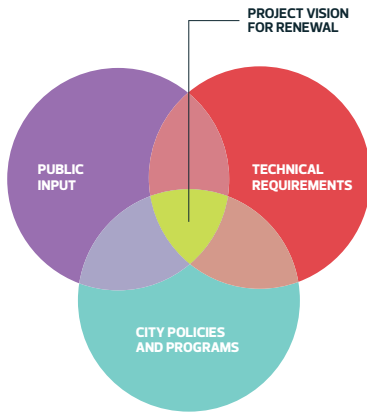 PROJECT VISION
FOR RENEWAL
PUBLIC
INPUT
TECHNICAL
REQUIREMENTS
CITY POLICIES
AND PROGRAMS